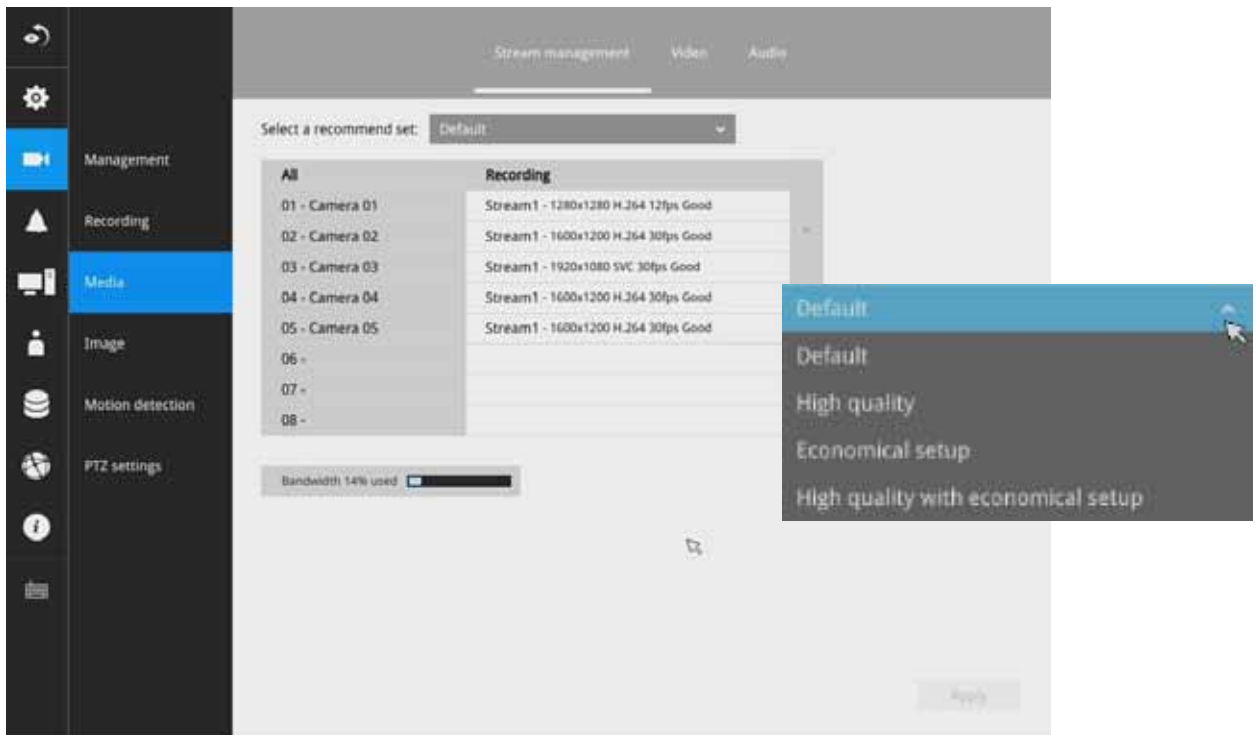 Stream management Video Audio
Select a recommend set: Default
Management
Recording
Media
Image
Motion detection
PTZ settings
All Recording
01 - Camera 01 Stream1 - 1280x1280 H.264 12fps Good
02 - Camera 02 Stream1 - 1600x1200 H.264 30fps Good
03 - Camera 03 Stream1 - 1920x1080 SVC 30fps Good
04 - Camera 04 Stream1 - 1600x1200 H.264 30fps Good
05 - Camera 05 Stream1 - 1600x1200 H.264 30fps Good
06 -
07 -
08 -
Bandwidth 14% used
Default
Default
High quality
Economical setup
High quality with economical setup
Apply